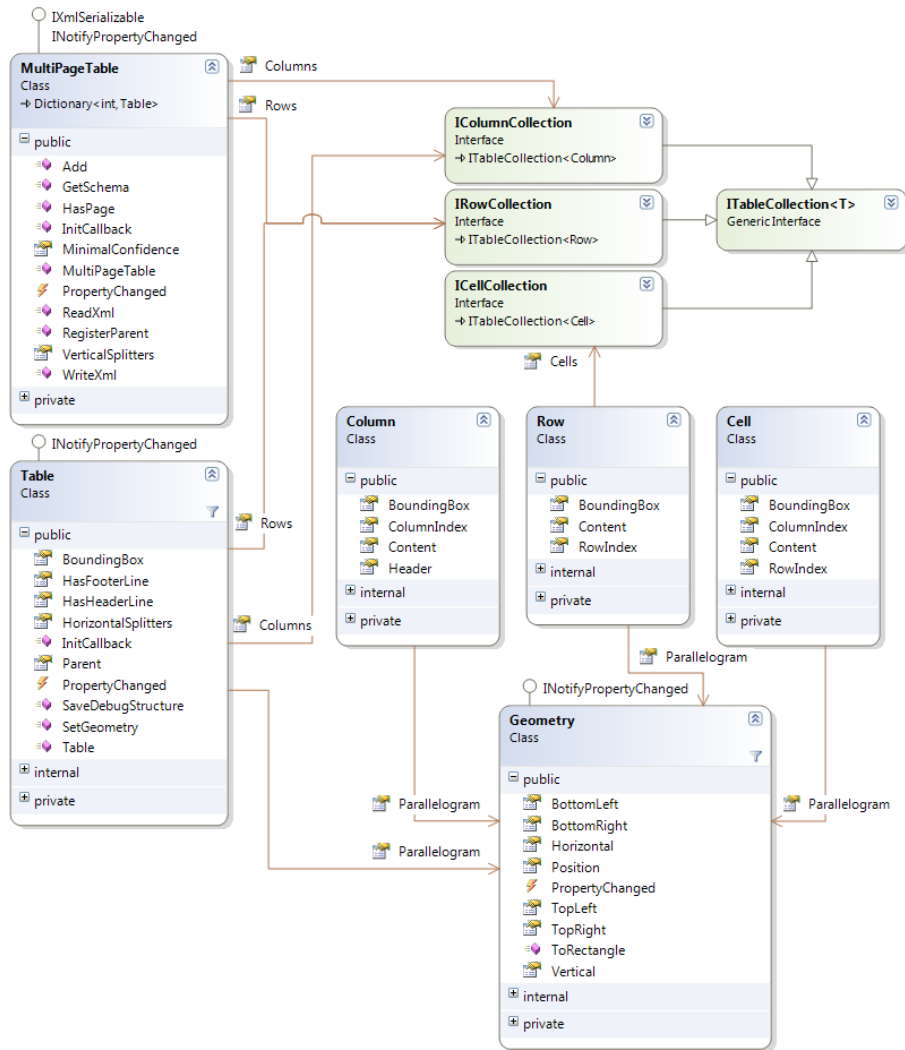 IXmlSerializable
INotifyPropertyChanged
MultiPageTable
Class
Dictionary<int, Table>
public
Add
GetSchema
HasPage
InitCallback
MinimalConfidence
MultiPageTable
PropertyChanged
ReadXml
RegisterParent
VerticalSplitters
WriteXml
private
Columns
Rows
IColumnCollection
Interface
ITableCollection<Column>
IRowCollection
Interface
ITableCollection<Row>
ICellCollection
Interface
ITableCollection<Cell>
ITableCollection<T>
Generic Interface
Cells
INotifyPropertyChanged
Table
Class
public
BoundingBox
HasFooterLine
HasHeaderLine
HorizontalSplitters
InitCallback
Parent
PropertyChanged
SaveDebugStructure
SetGeometry
Table
internal
private
Rows
Columns
Column
Class
public
BoundingBox
ColumnIndex
Content
Header
internal
private
Row
Class
public
BoundingBox
Content
RowIndex
internal
private
Cell
Class
public
BoundingBox
ColumnIndex
Content
RowIndex
internal
private
Parallelogram
INotifyPropertyChanged
Parallelogram
Parallelogram
Parallelogram
Geometry
Class
public
BottomLeft
BottomRight
Horizontal
Position
PropertyChanged
TopLeft
TopRight
ToRectangle
Vertical
internal
private